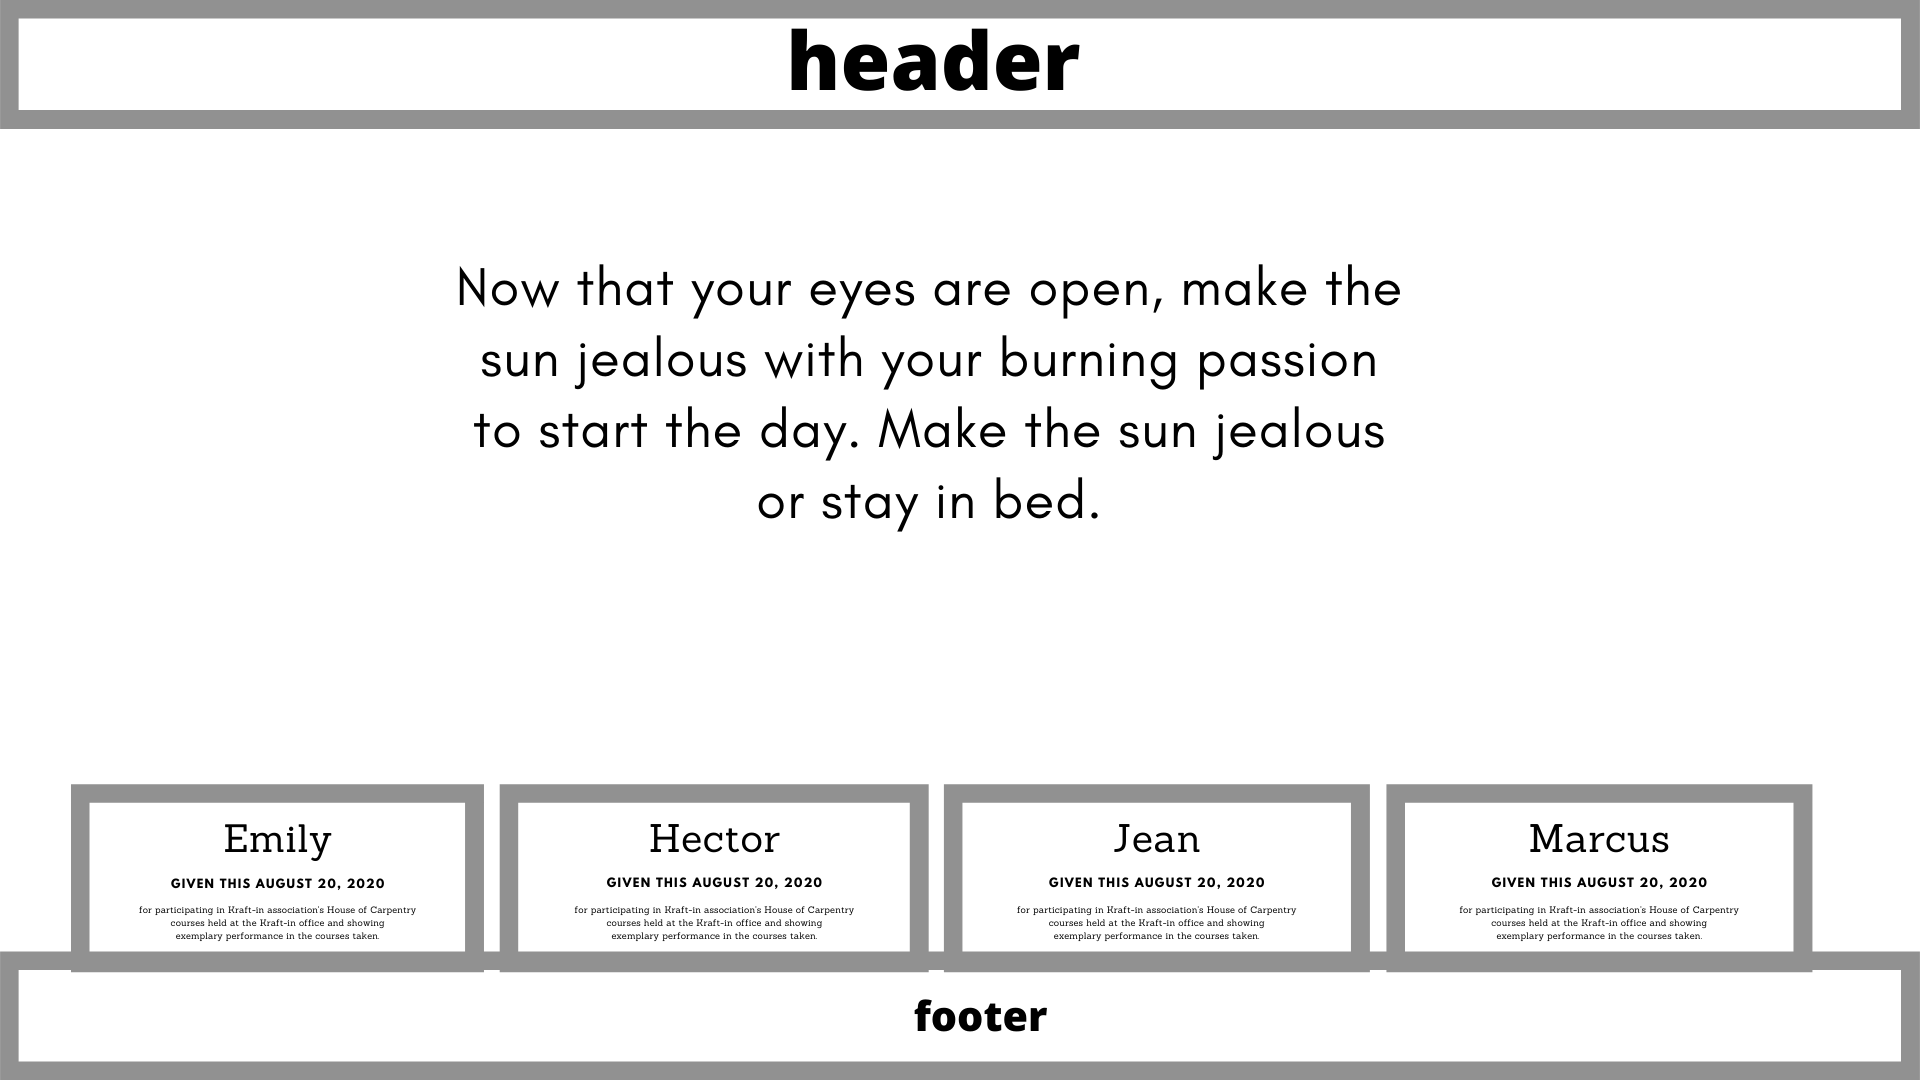 header
Now that your eyes are open, make the
sun jealous with your burning passion
to start the day. Make the sun jealous
or stay in bed.
Emily
GIVEN THIS AUGUST 20, 2020
for participating in Kraft-in association's House of Carpentry
courses held at the Kraft-in office and showing
exemplary performance in the courses taken.
Hector
GIVEN THIS AUGUST 20, 2020
for participating in Kraft-in association's House of Carpentry
courses held at the Kraft-in office and showing
exemplary performance in the courses taken.
Jean
GIVEN THIS AUGUST 20, 2020
for participating in Kraft-in association's House of Carpentry
courses held at the Kraft-in office and showing
exemplary performance in the courses taken.
Marcus
GIVEN THIS AUGUST 20, 2020
for participating in Kraft-in association's House of Carpentry
courses held at the Kraft-in office and showing
exemplary performance in the courses taken.
footer